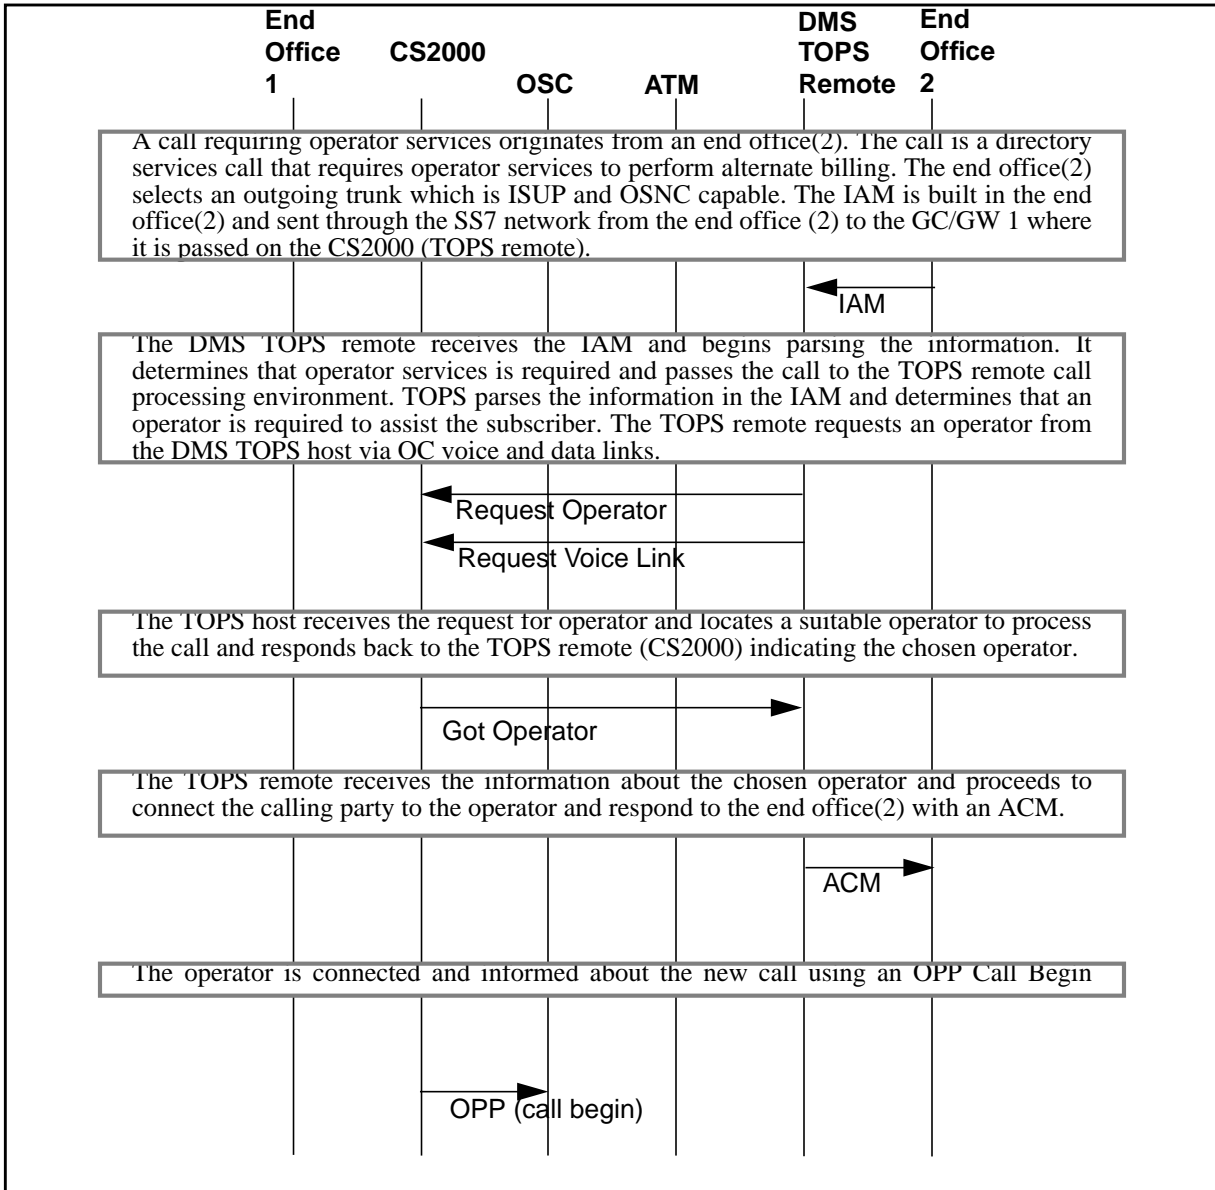 End Office 1
CS2000
OSC
ATM
DMS TOPS Remote
End Office 2
A call requiring operator services originates from an end office(2). The call is a directory
services call that requires operator services to perform alternate billing. The end office(2)
selects an outgoing trunk which is ISUP and OSNC capable. The IAM is built in the end
office(2) and sent through the SS7 network from the end office (2) to the GC/GW 1 where
it is passed on the CS2000 (TOPS remote).
IAM
The DMS TOPS remote receives the IAM and begins parsing the information. It
determines that operator services is required and passes the call to the TOPS remote call
processing environment. TOPS parses the information in the IAM and determines that an
operator is required to assist the subscriber. The TOPS remote requests an operator from
the DMS TOPS host via OC voice and data links.
Request Operator
Request Voice Link
The TOPS host receives the request for operator and locates a suitable operator to process
the call and responds back to the TOPS remote (CS2000) indicating the chosen operator.
Got Operator
The TOPS remote receives the information about the chosen operator and proceeds to
connect the calling party to the operator and respond to the end office(2) with an ACM.
ACM
The operator is connected and informed about the new call using an OPP Call Begin
OPP (call begin)